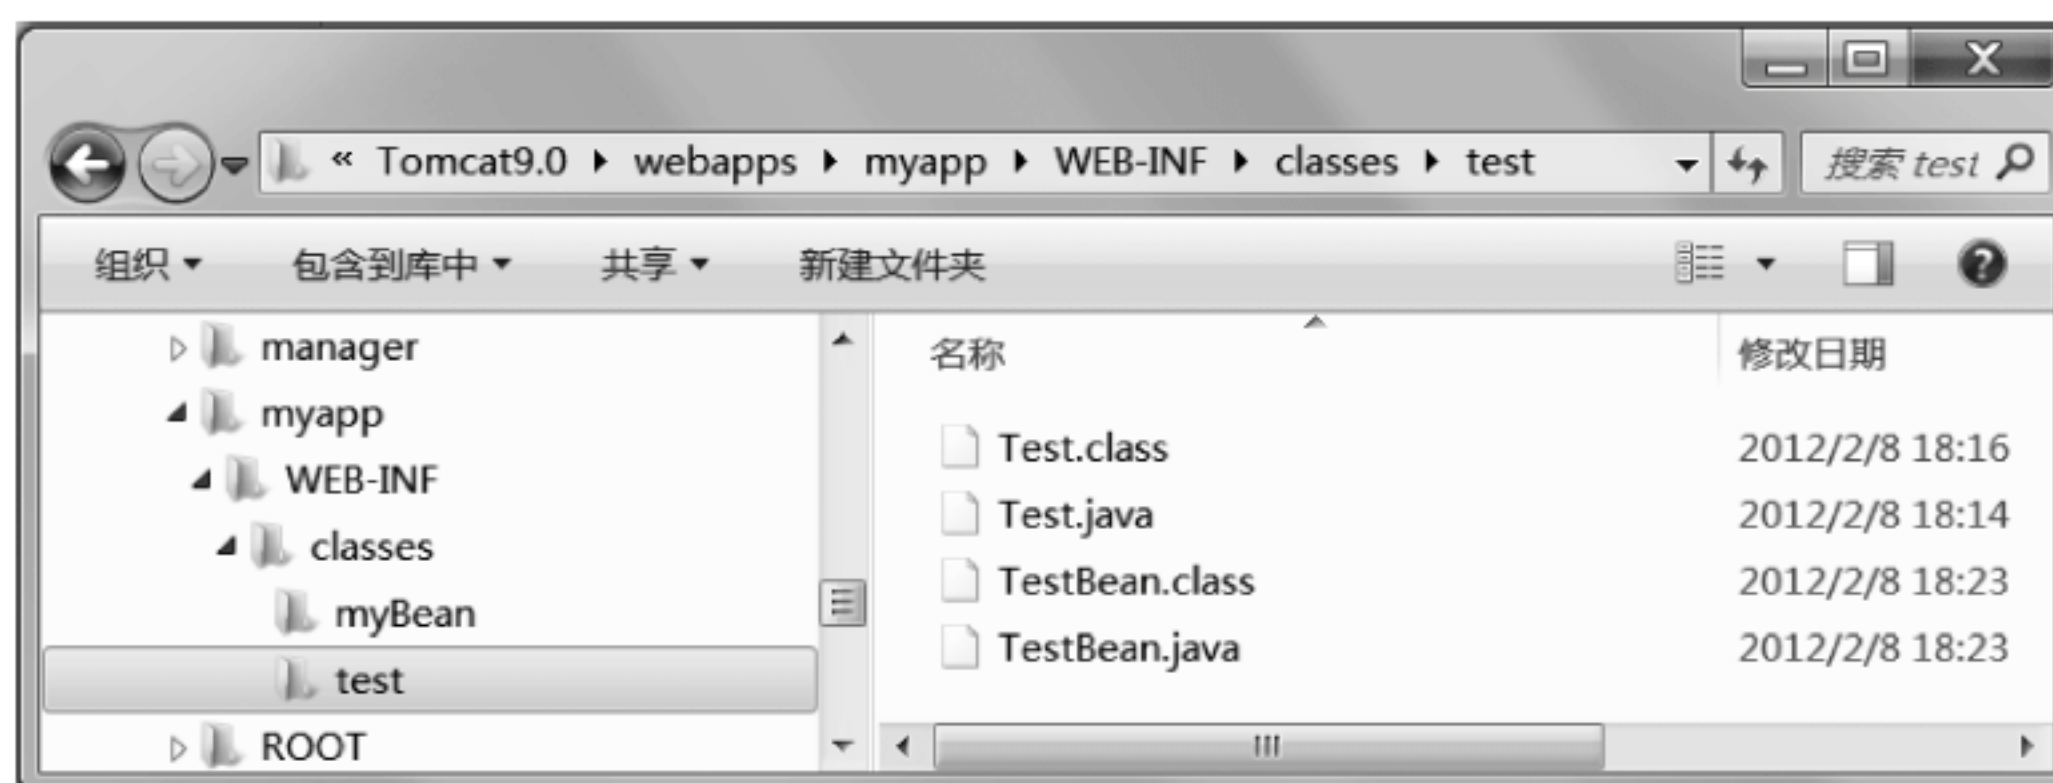 « Tomcat9.0 ▸ webapps ▸ myapp ▸ WEB-INF ▸ classes ▸ test 搜索 test
组织 包含到库中 共享 新建文件夹
manager
myapp
WEB-INF
classes
myBean
test
ROOT
名称 修改日期
Test.class 2012/2/8 18:16
Test.java 2012/2/8 18:14
TestBean.class 2012/2/8 18:23
TestBean.java 2012/2/8 18:23